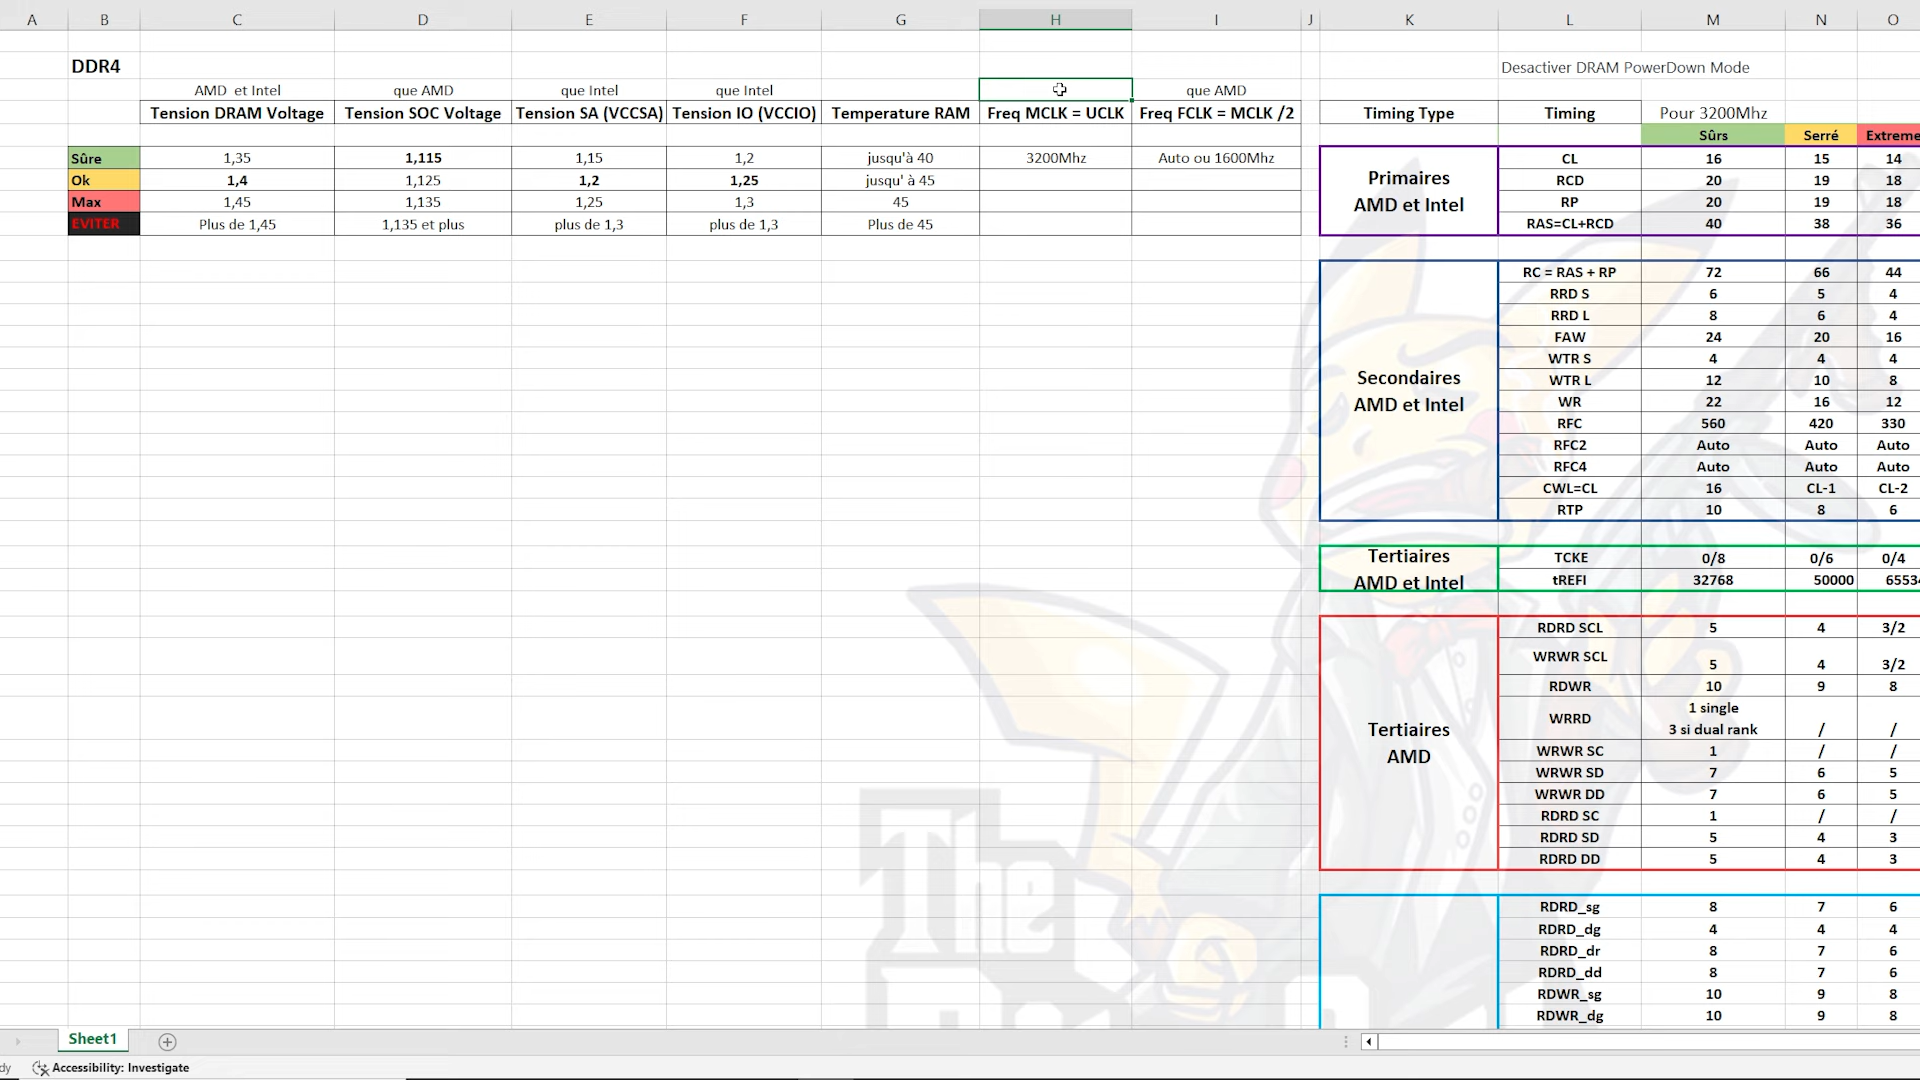 A B C D E F G H I J K L M N O
DDR4 Desactiver DRAM PowerDown Mode
AMD et Intel que AMD que Intel que Intel que AMD
Tension DRAM Voltage Tension SOC Voltage Tension SA (VCCSA) Tension IO (VCCIO) Temperature RAM Freq MCLK = UCLK Freq FCLK = MCLK /2 Timing Type Timing Pour 3200Mhz
Sûrs Serré Extreme
Sûre 1,35 1,115 1,15 1,2 jusqu'à 40 3200Mhz Auto ou 1600Mhz CL 16 15 14
Ok 1,4 1,125 1,2 1,25 jusqu' à 45 Primaires RCD 20 19 18
Max 1,45 1,135 1,25 1,3 45 AMD et Intel RP 20 19 18
EVITER Plus de 1,45 1,135 et plus plus de 1,3 plus de 1,3 Plus de 45 RAS=CL+RCD 40 38 36
RC = RAS + RP 72 66 44
RRD S 6 5 4
RRD L 8 6 4
FAW 24 20 16
WTR S 4 4 4
Secondaires WTR L 12 10 8
AMD et Intel WR 22 16 12
RFC 560 420 330
RFC2 Auto Auto Auto
RFC4 Auto Auto Auto
CWL=CL 16 CL-1 CL-2
RTP 10 8 6
Tertiaires TCKE 0/8 0/6 0/4
AMD et Intel tREFI 32768 50000 6553
RDRD SCL 5 4 3/2
WRWR SCL 5 4 3/2
RDWR 10 9 8
1 single
WRRD 3 si dual rank / /
Tertiaires
AMD
WRWR SC 1 / /
WRWR SD 7 6 5
WRWR DD 7 6 5
RDRD SC 1 / /
RDRD SD 5 4 3
RDRD DD 5 4 3
The
RDRD_sg 8 7 6
RDRD_dg 4 4 4
RDRD_dr 8 7 6
RDRD_dd 8 7 6
RDWR_sg 10 9 8
RDWR_dg 10 9 8
Sheet1
Accessibility: Investigate